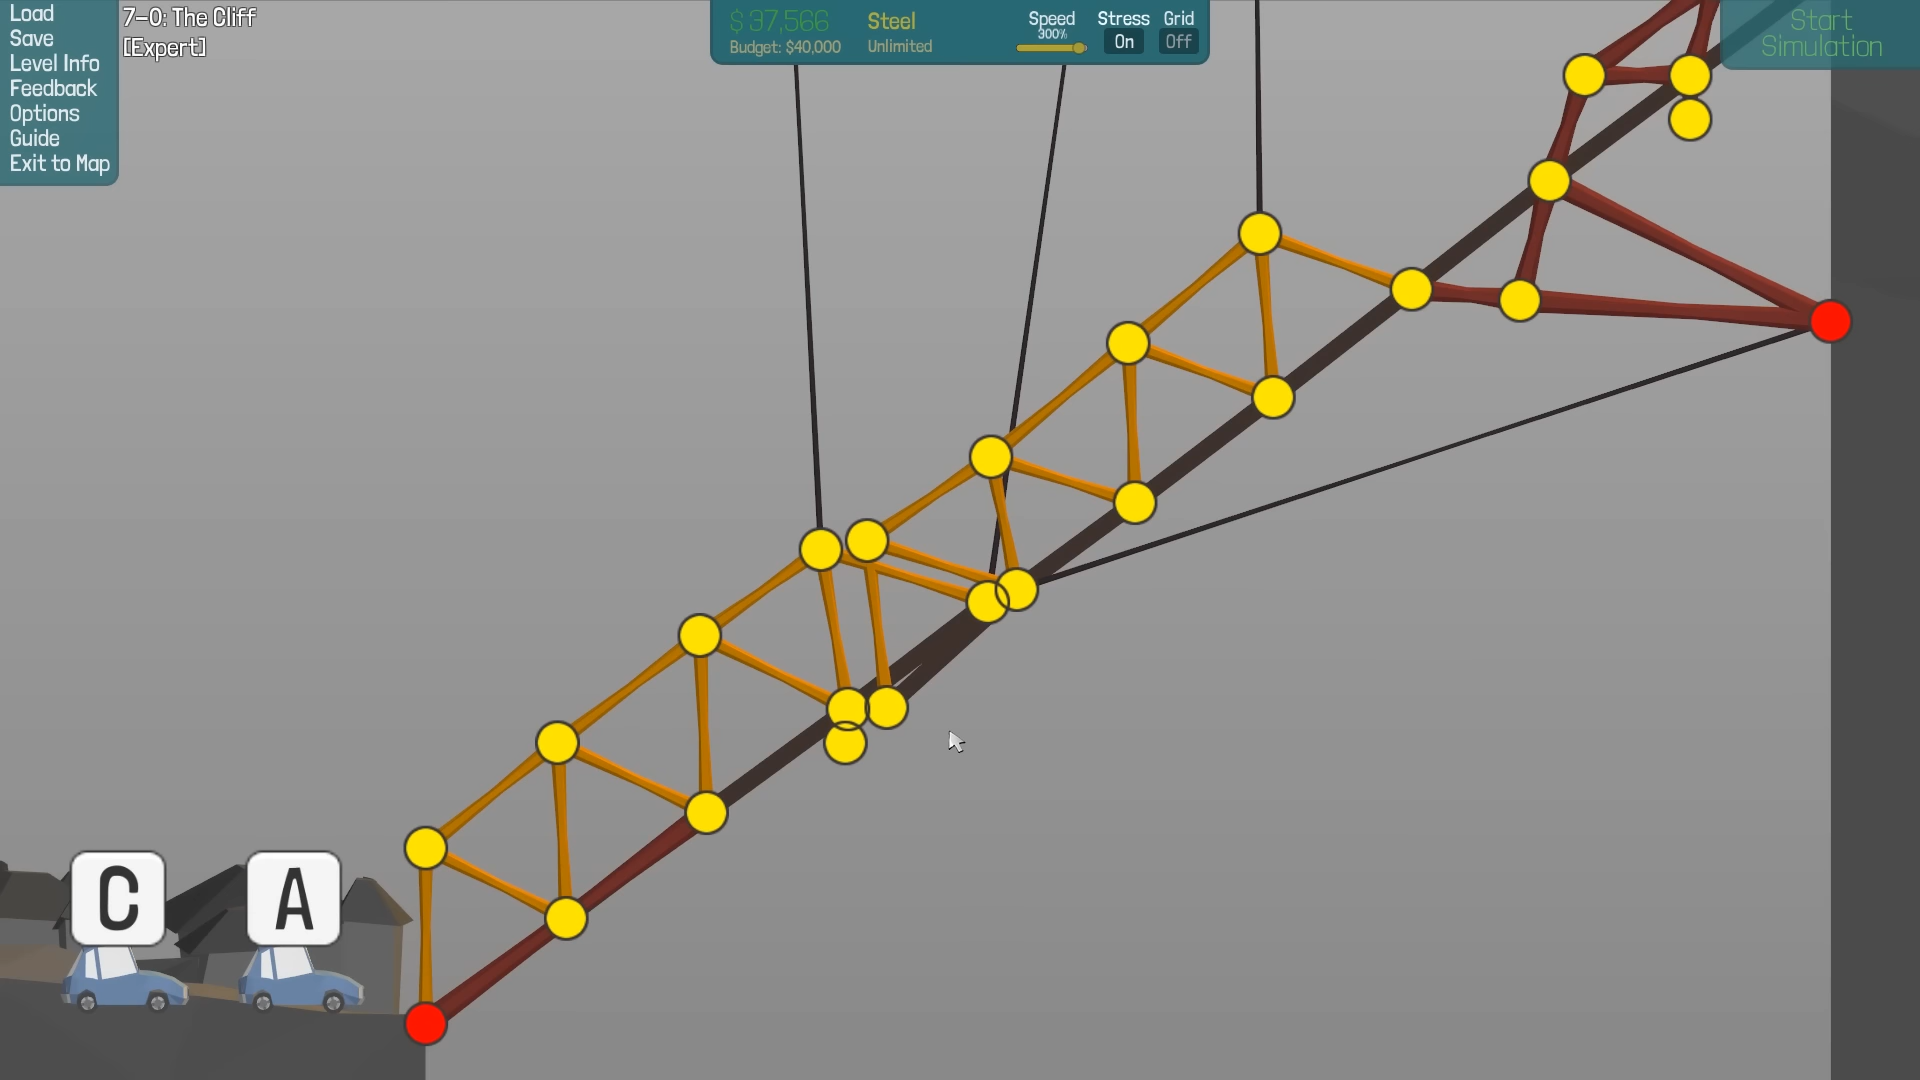 Load
Save
Level Info
Feedback
Options
Guide
Exit to Map
7-0: The Cliff
[Expert]
$ 37,566
Budget: $40,000
Steel
Unlimited
Speed
300%
Stress
On
Grid
Off
Start
Simulation
C
A